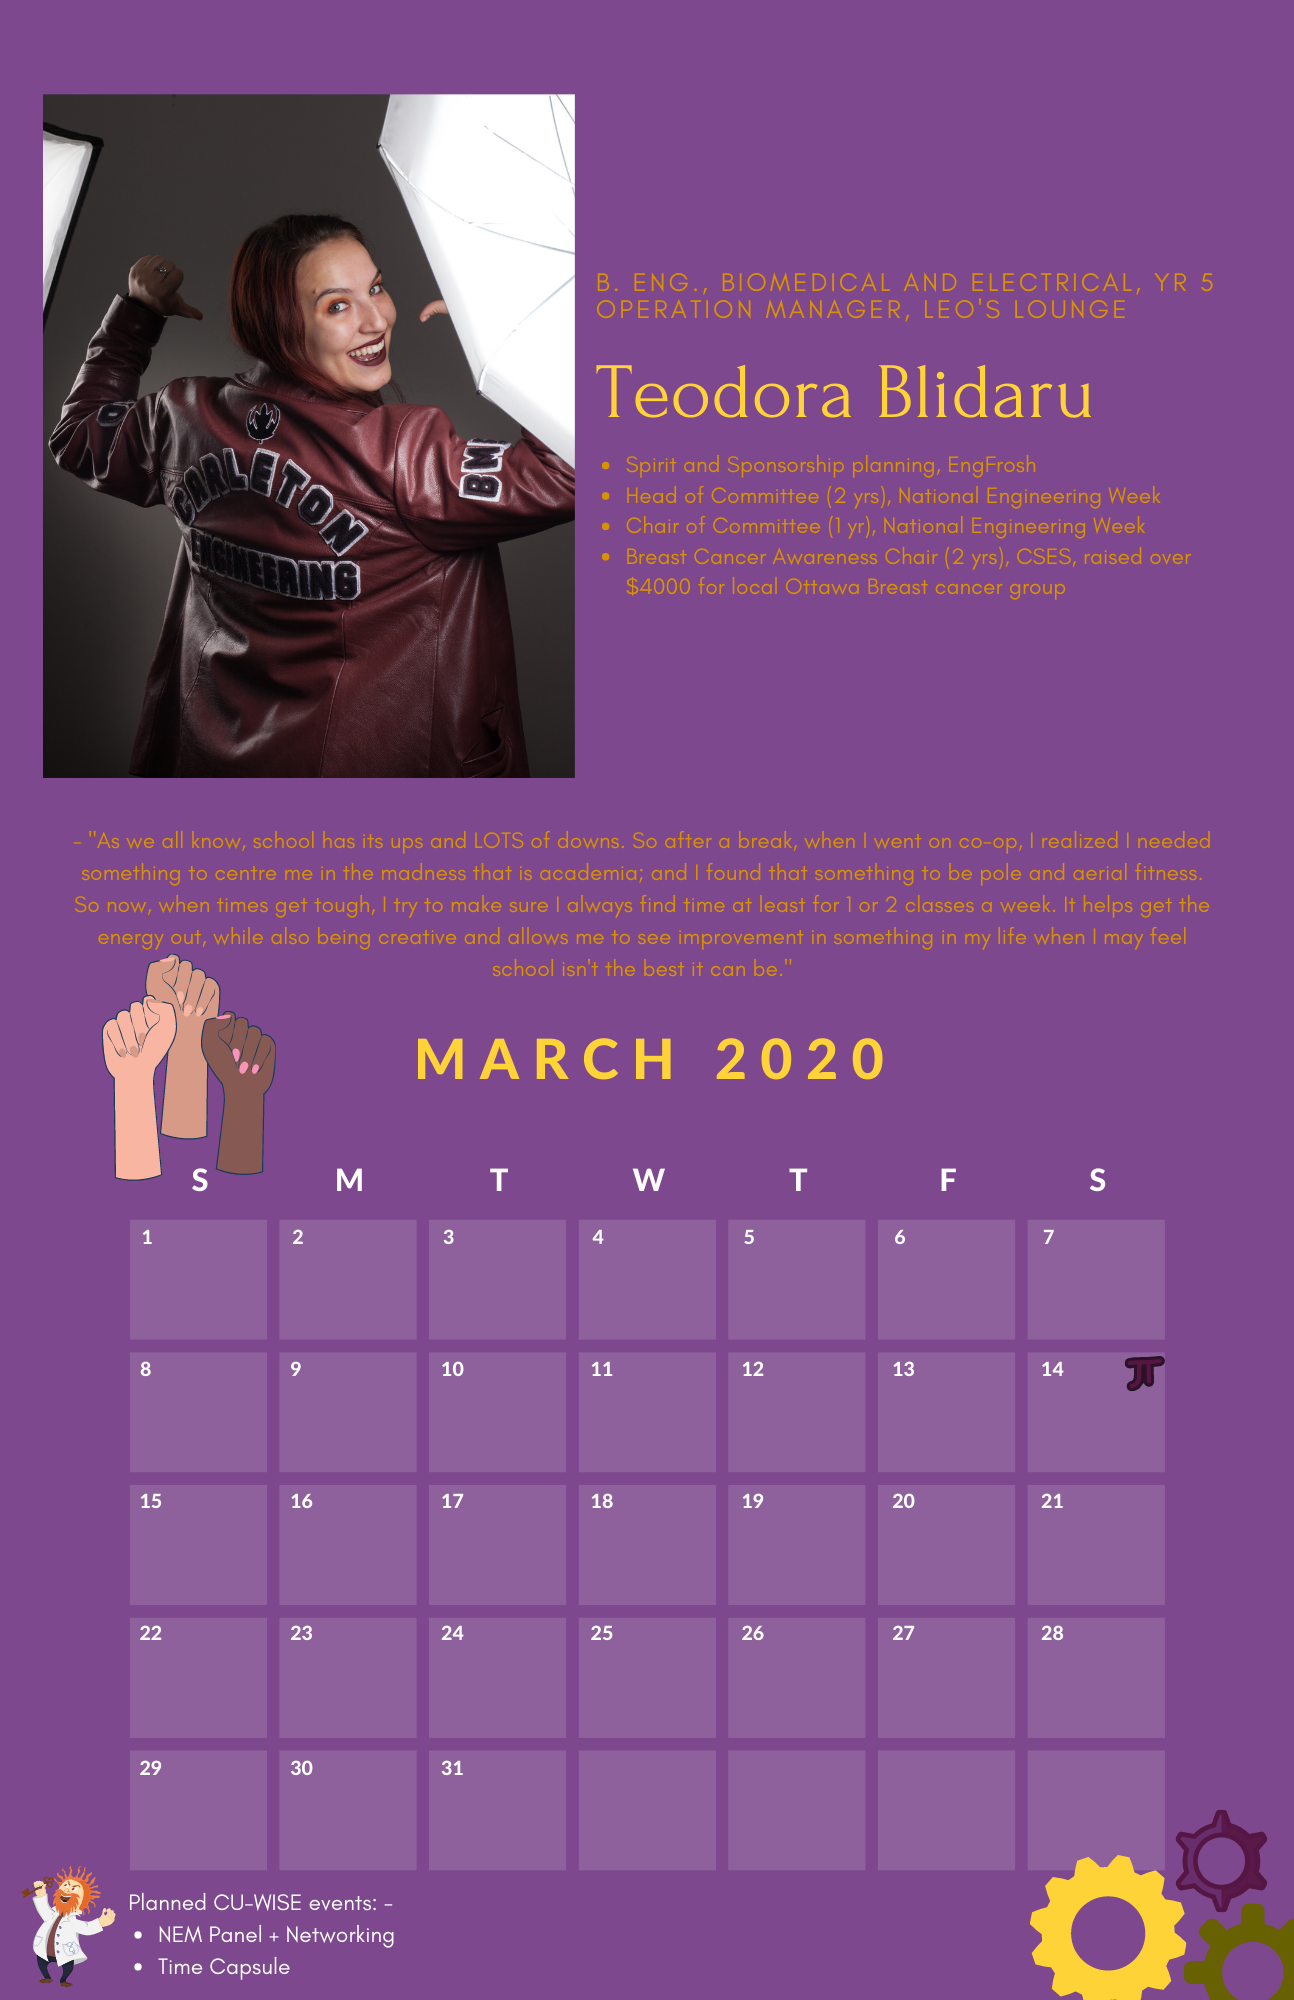 CARLETON
ENGINEERING
B. ENG., BIOMEDICAL AND ELECTRICAL, YR 5
OPERATION MANAGER, LEO'S LOUNGE
Teodora Blidaru
• Spirit and Sponsorship planning, EngFrosh
• Head of Committee (2 yrs), National Engineering Week
• Chair of Committee (1 yr), National Engineering Week
• Breast Cancer Awareness Chair (2 yrs), CSES, raised over
$4000 for local Ottawa Breast cancer group
- "As we all know, school has its ups and LOTS of downs. So after a break, when I went on co-op, I realized I needed
something to centre me in the madness that is academia; and I found that something to be pole and aerial fitness.
So now, when times get tough, I try to make sure I always find time at least for 1 or 2 classes a week. It helps get the
energy out, while also being creative and allows me to see improvement in something in my life when I may feel
school isn't the best it can be."
MARCH 2020
S M T W T F S
1 2 3 4 5 6 7
8 9 10 11 12 13 14 π
15 16 17 18 19 20 21
22 23 24 25 26 27 28
29 30 31
Planned CU-WISE events: -
• NEM Panel + Networking
• Time Capsule